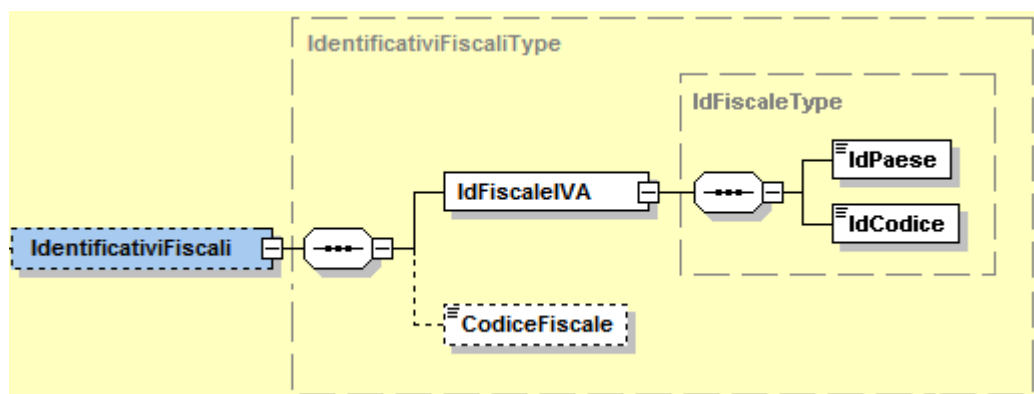 IdentificativiFiscaliType
IdFiscaleType
IdPaese
IdFiscaleIVA
IdCodice
IdentificativiFiscali
CodiceFiscale